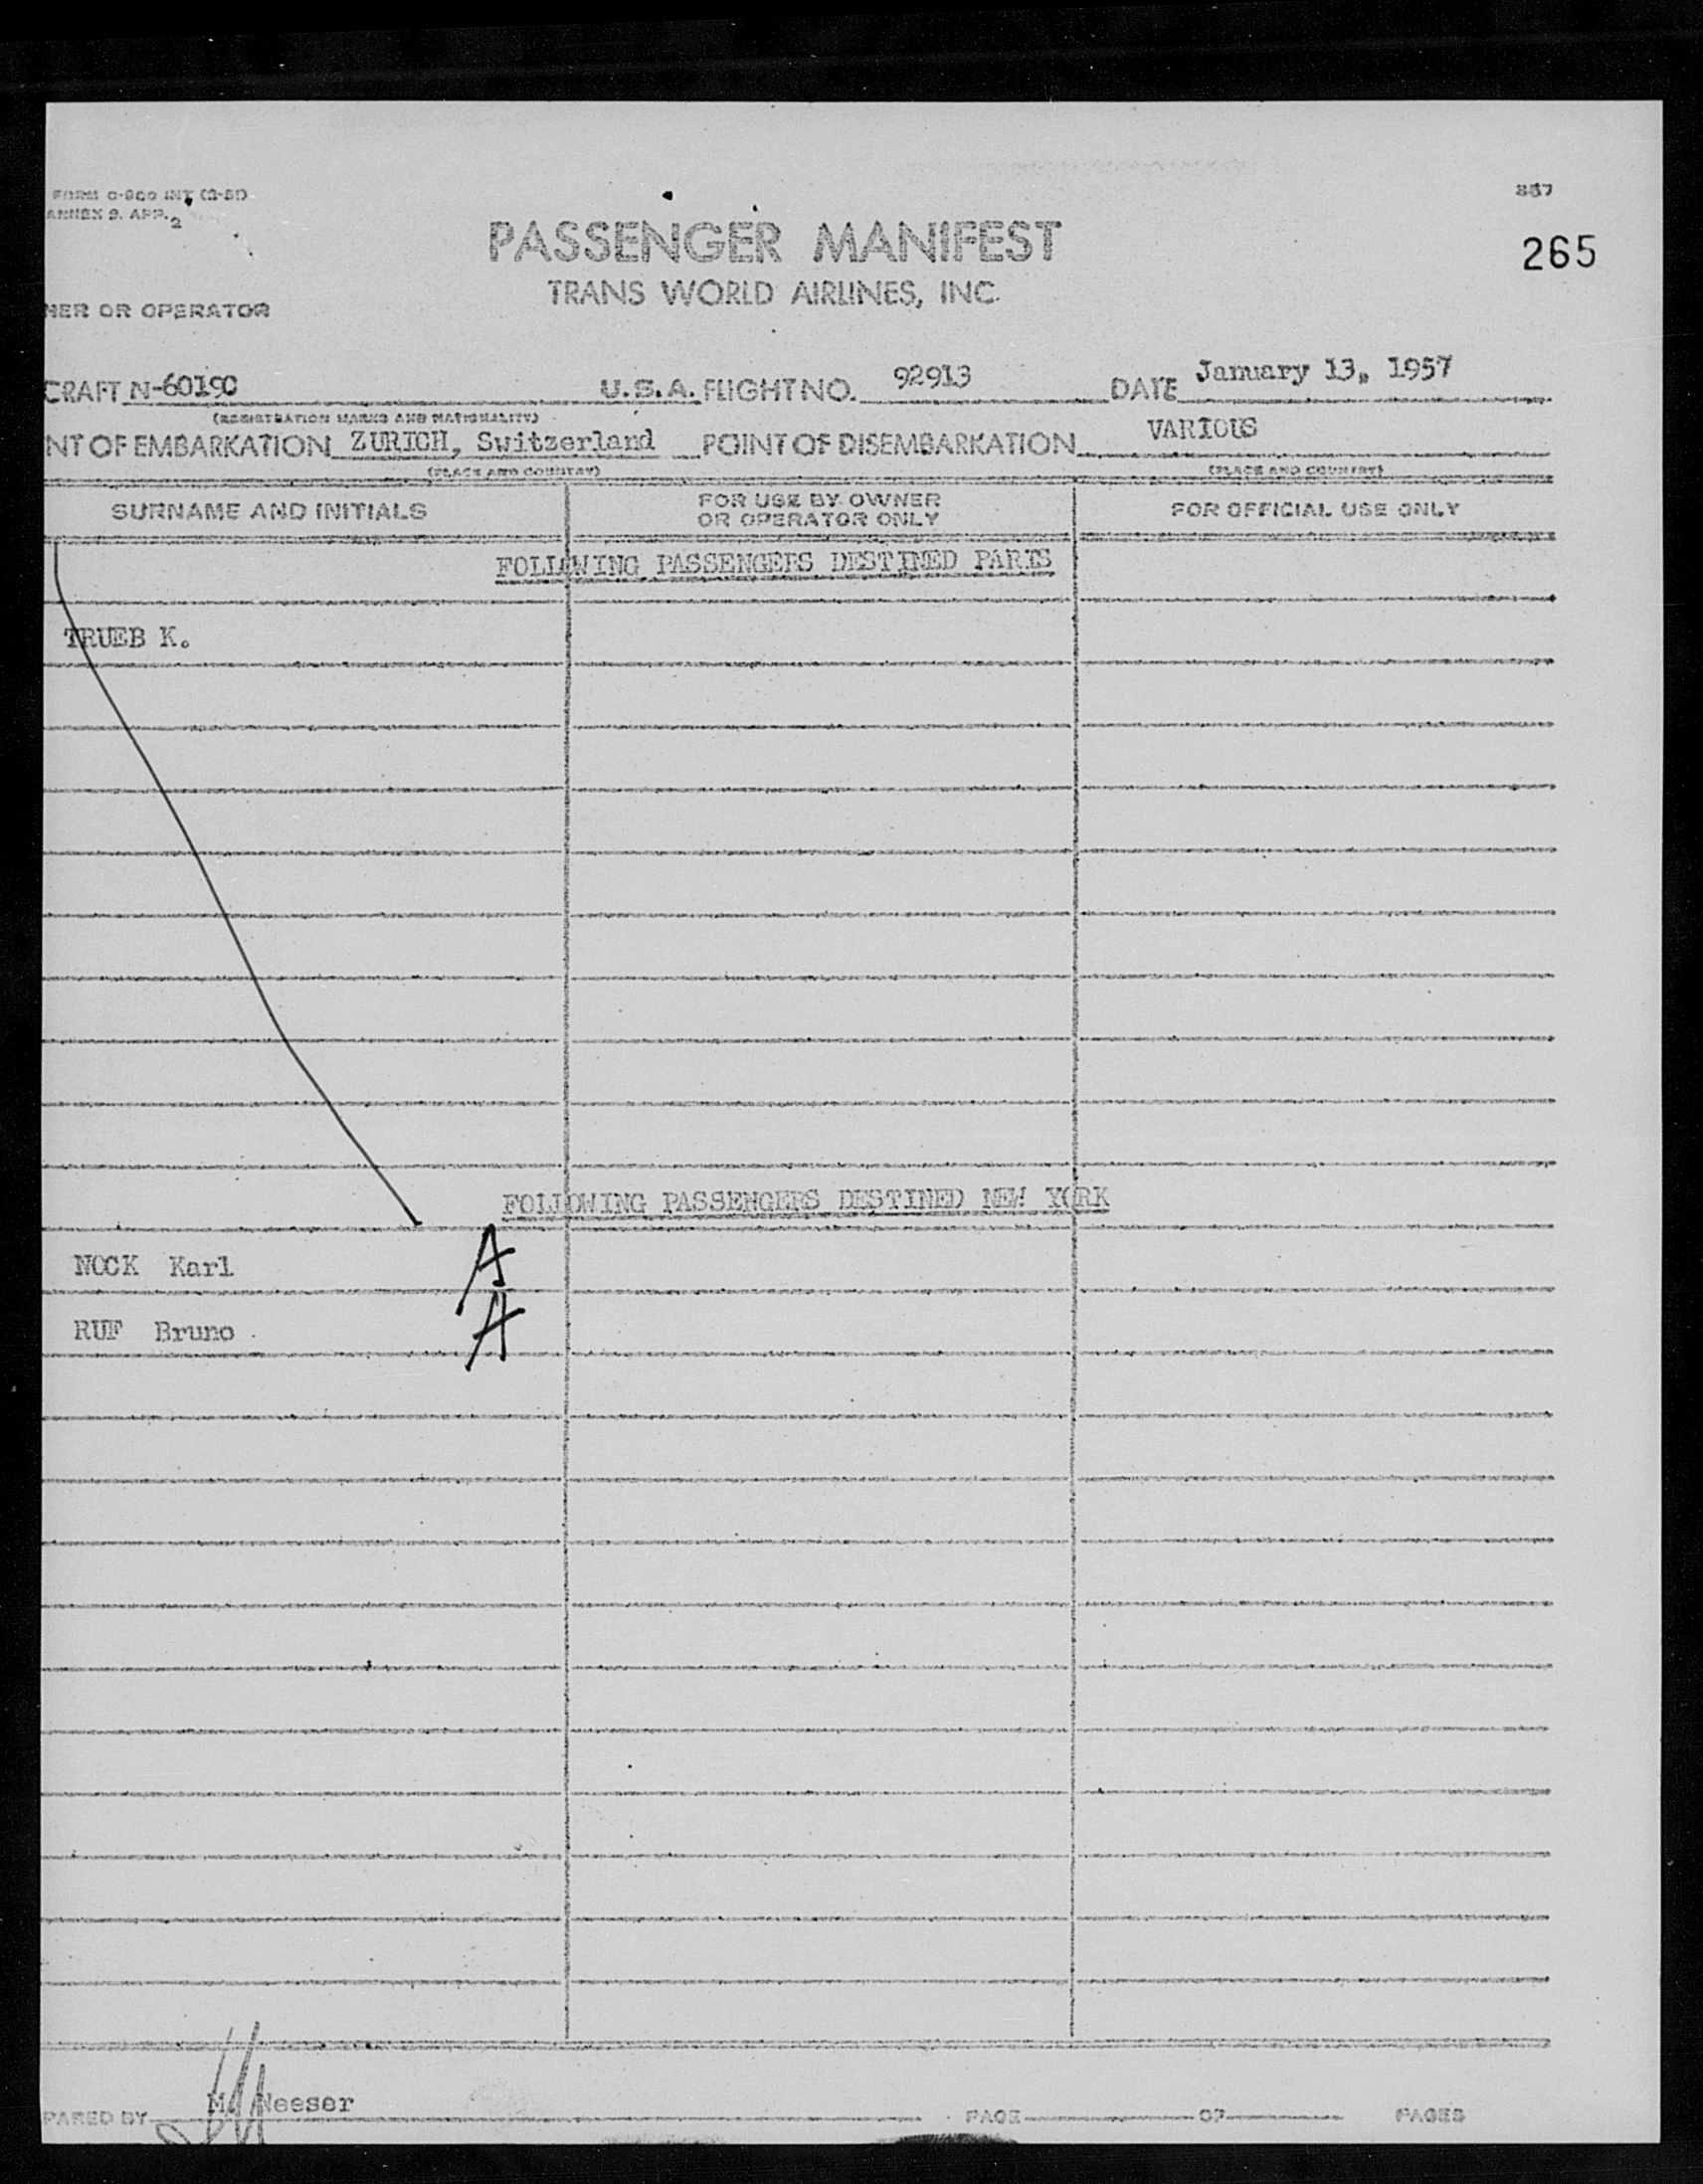 FORM C-900 INT (3-51)
ANNEX 9. APP. 2
337
265
PASSENGER MANIFEST
TRANS WORLD AIRLINES, INC.
NER OR OPERATOR
CRAFT N-6019C U.S.A. FLIGHT NO. 92913 DATE January 13, 1957
(REGISTRATION MARKS AND NATIONALITY)
NT OF EMBARKATION ZURICH, Switzerland POINT OF DISEMBARKATION VARIOUS
(PLACE AND COUNTRY) (PLACE AND COUNTRY)
SURNAME AND INITIALS FOR USE BY OWNER OR OPERATOR ONLY FOR OFFICIAL USE ONLY
FOLLOWING PASSENGERS DESTINED PARIS
TRUEB K.
FOLLOWING PASSENGERS DESTINED NEW YORK
NOCK Karl A
RUF Bruno A
PARED BY M. Neeser PAGE OF PAGES